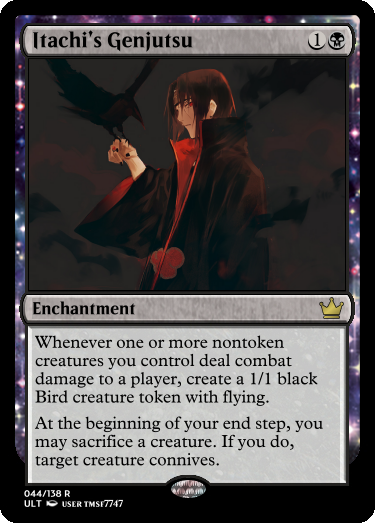 Itachi's Genjutsu 1
Enchantment
Whenever one or more nontoken
creatures you control deal combat
damage to a player, create a 1/1 black
Bird creature token with flying.
At the beginning of your end step, you
may sacrifice a creature. If you do,
target creature connives.
044/138 R
ULT USER TMSF7747